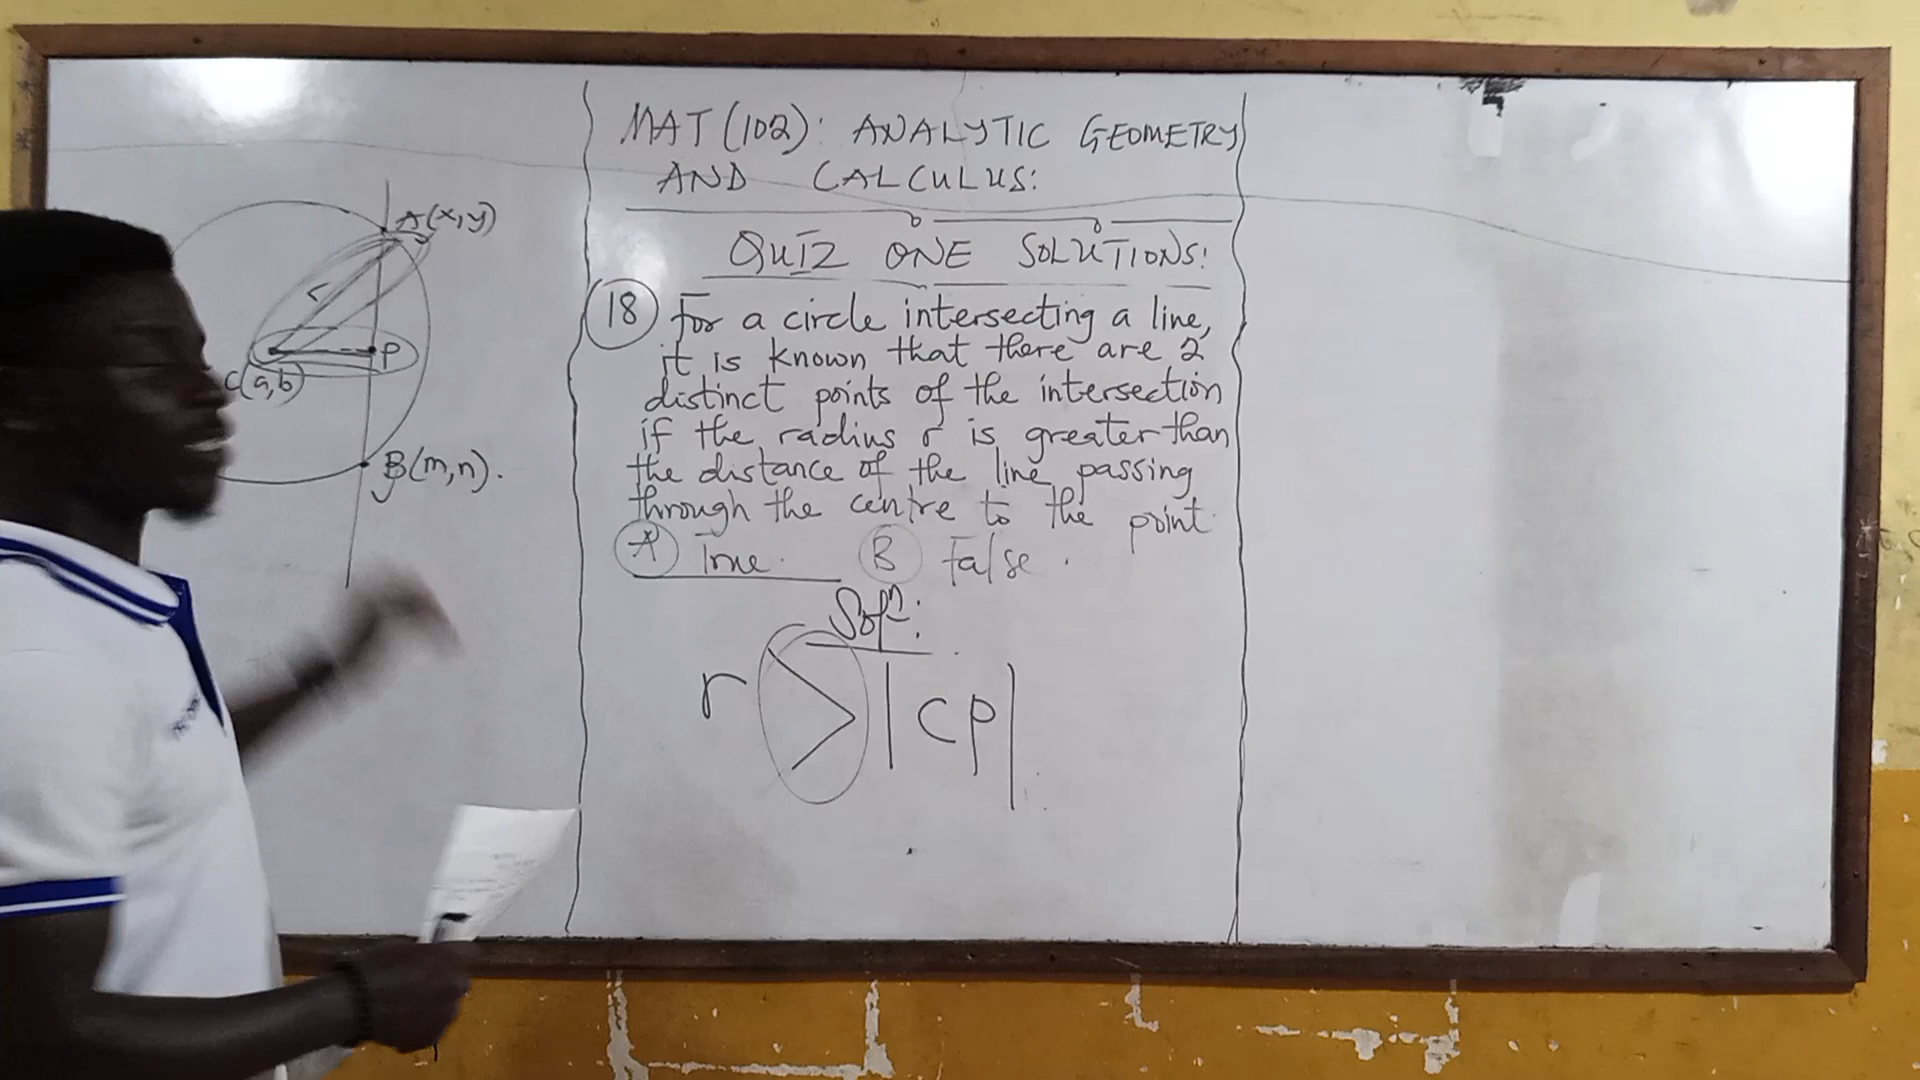 A(x,y)
r
P
C(a,b)
B(m,n).
MAT(102): ANALYTIC GEOMETRY
AND CALCULUS:
QUIZ ONE SOLUTIONS:
18 For a circle intersecting a line,
it is known that there are 2
distinct points of the intersection
if the radius r is greater than
the distance of the line passing
through the centre to the point.
A True. B False.
Solⁿ:
r > |CP|